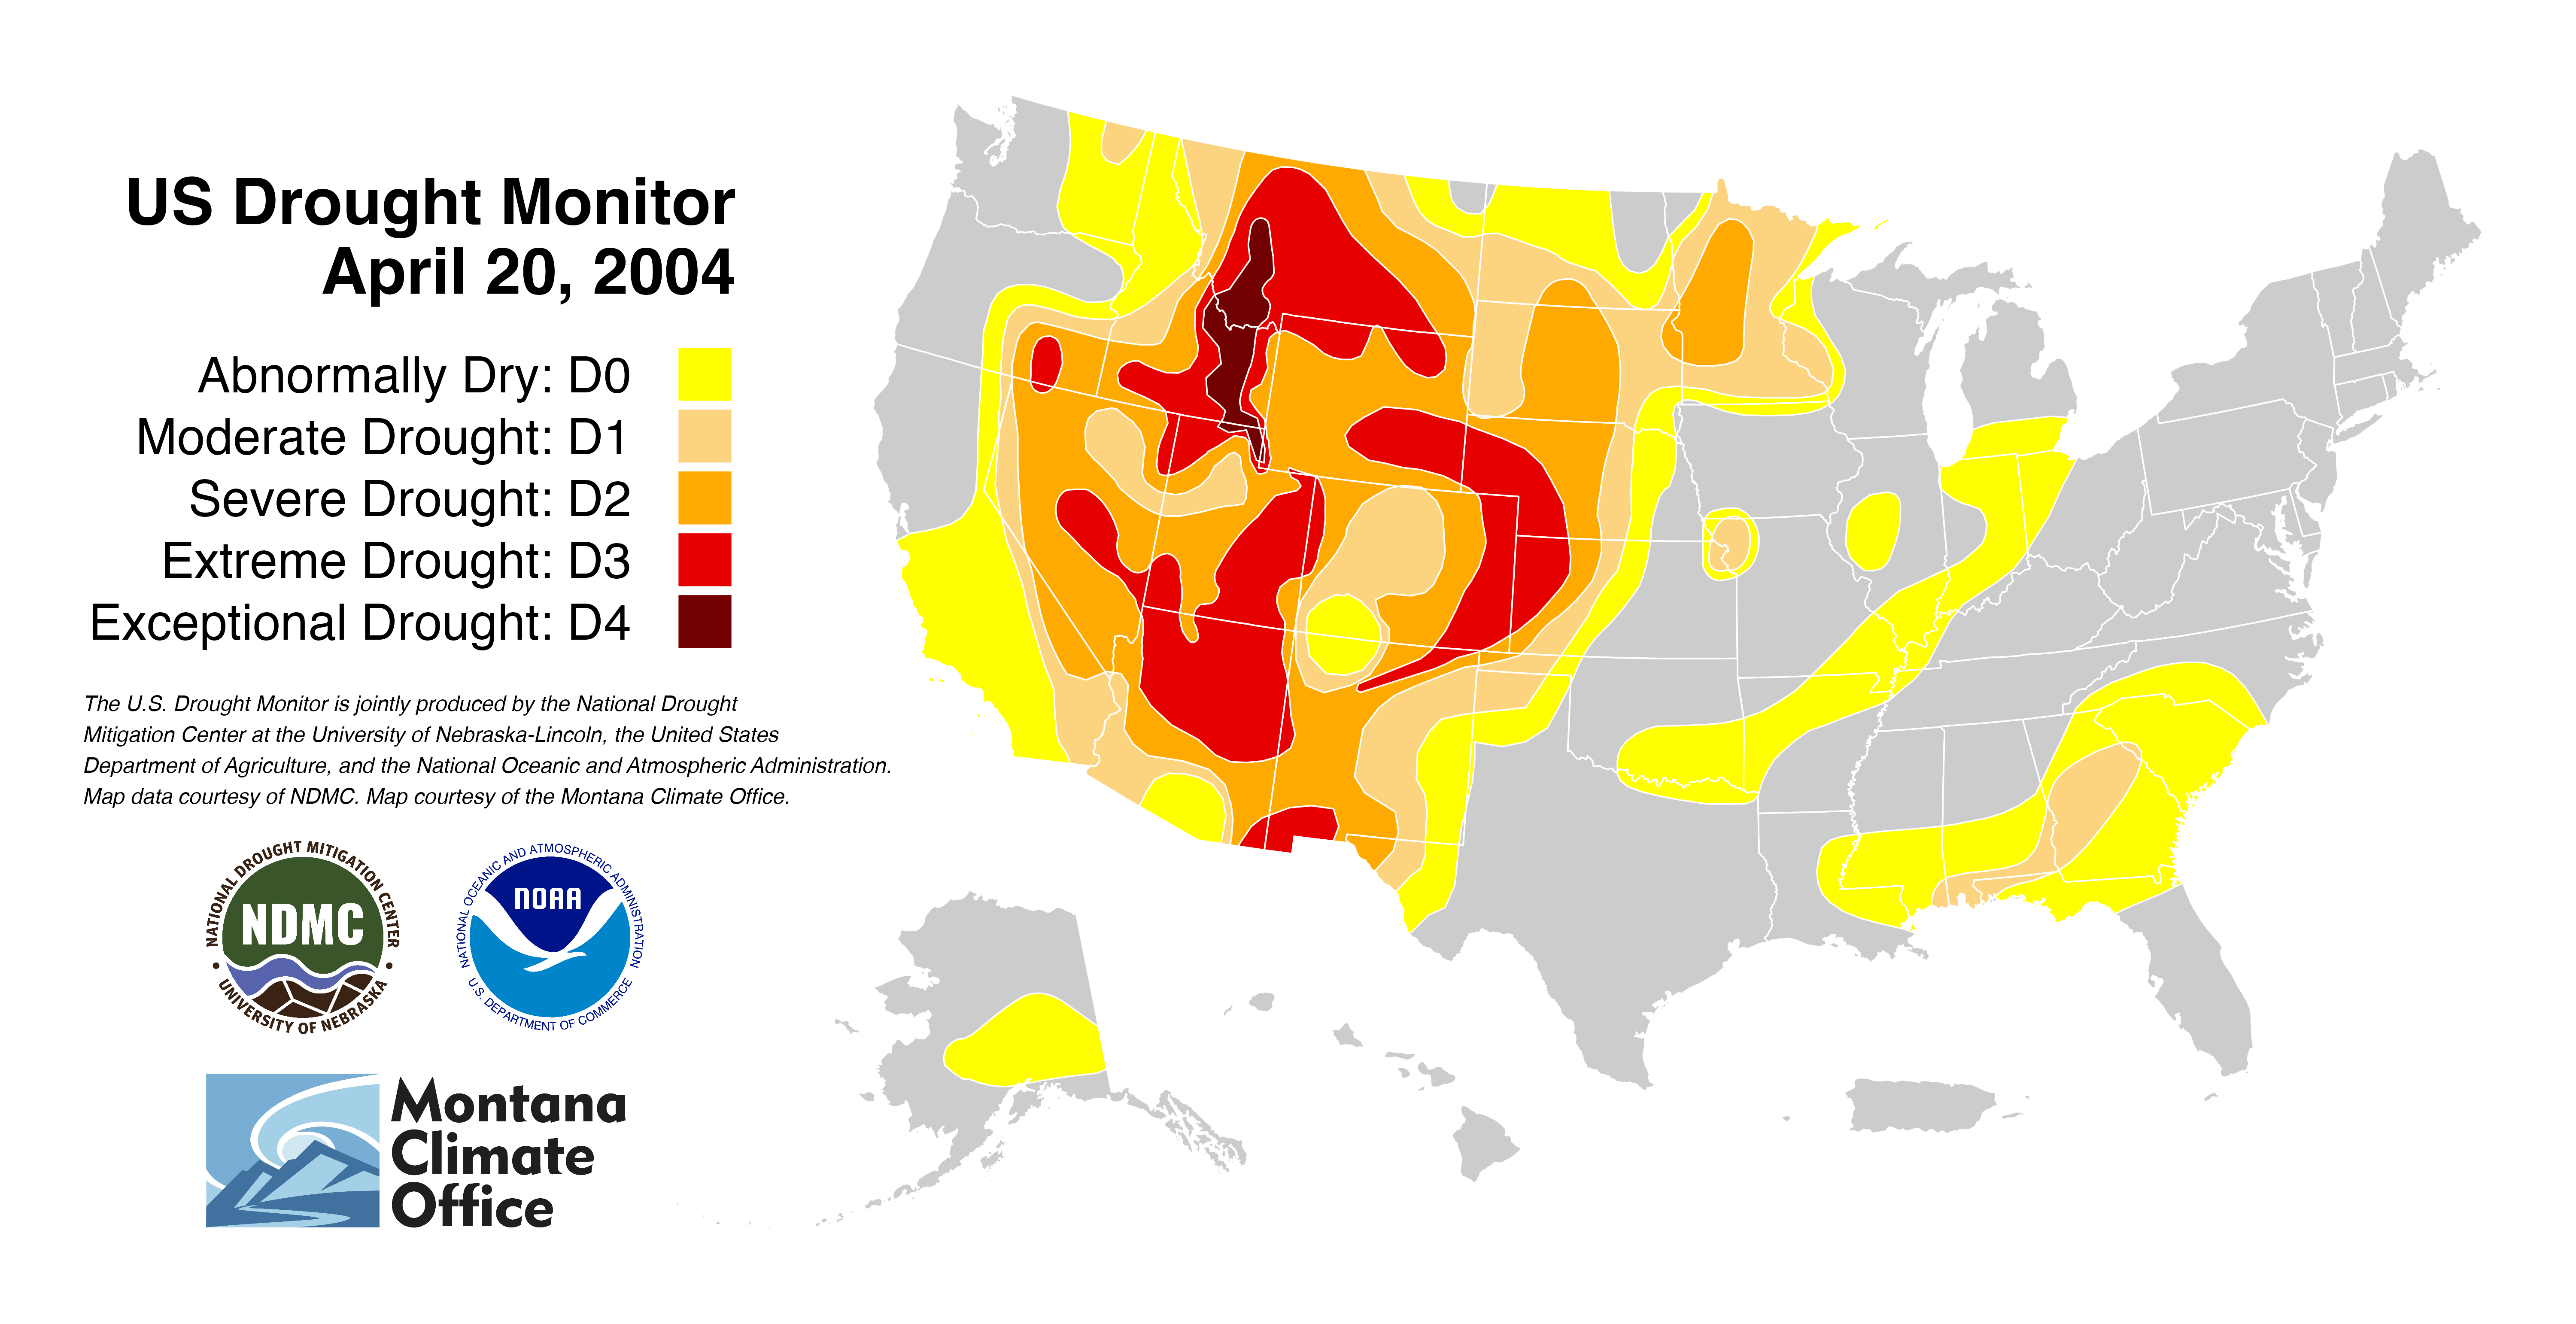 US Drought Monitor
April 20, 2004
Abnormally Dry: D0
Moderate Drought: D1
Severe Drought: D2
Extreme Drought: D3
Exceptional Drought: D4
The U.S. Drought Monitor is jointly produced by the National Drought
Mitigation Center at the University of Nebraska-Lincoln, the United States
Department of Agriculture, and the National Oceanic and Atmospheric Administration.
Map data courtesy of NDMC. Map courtesy of the Montana Climate Office.
NATIONAL DROUGHT MITIGATION CENTER
NDMC
• UNIVERSITY OF NEBRASKA •
NATIONAL OCEANIC AND ATMOSPHERIC ADMINISTRATION
NOAA
U.S. DEPARTMENT OF COMMERCE
Montana
Climate
Office